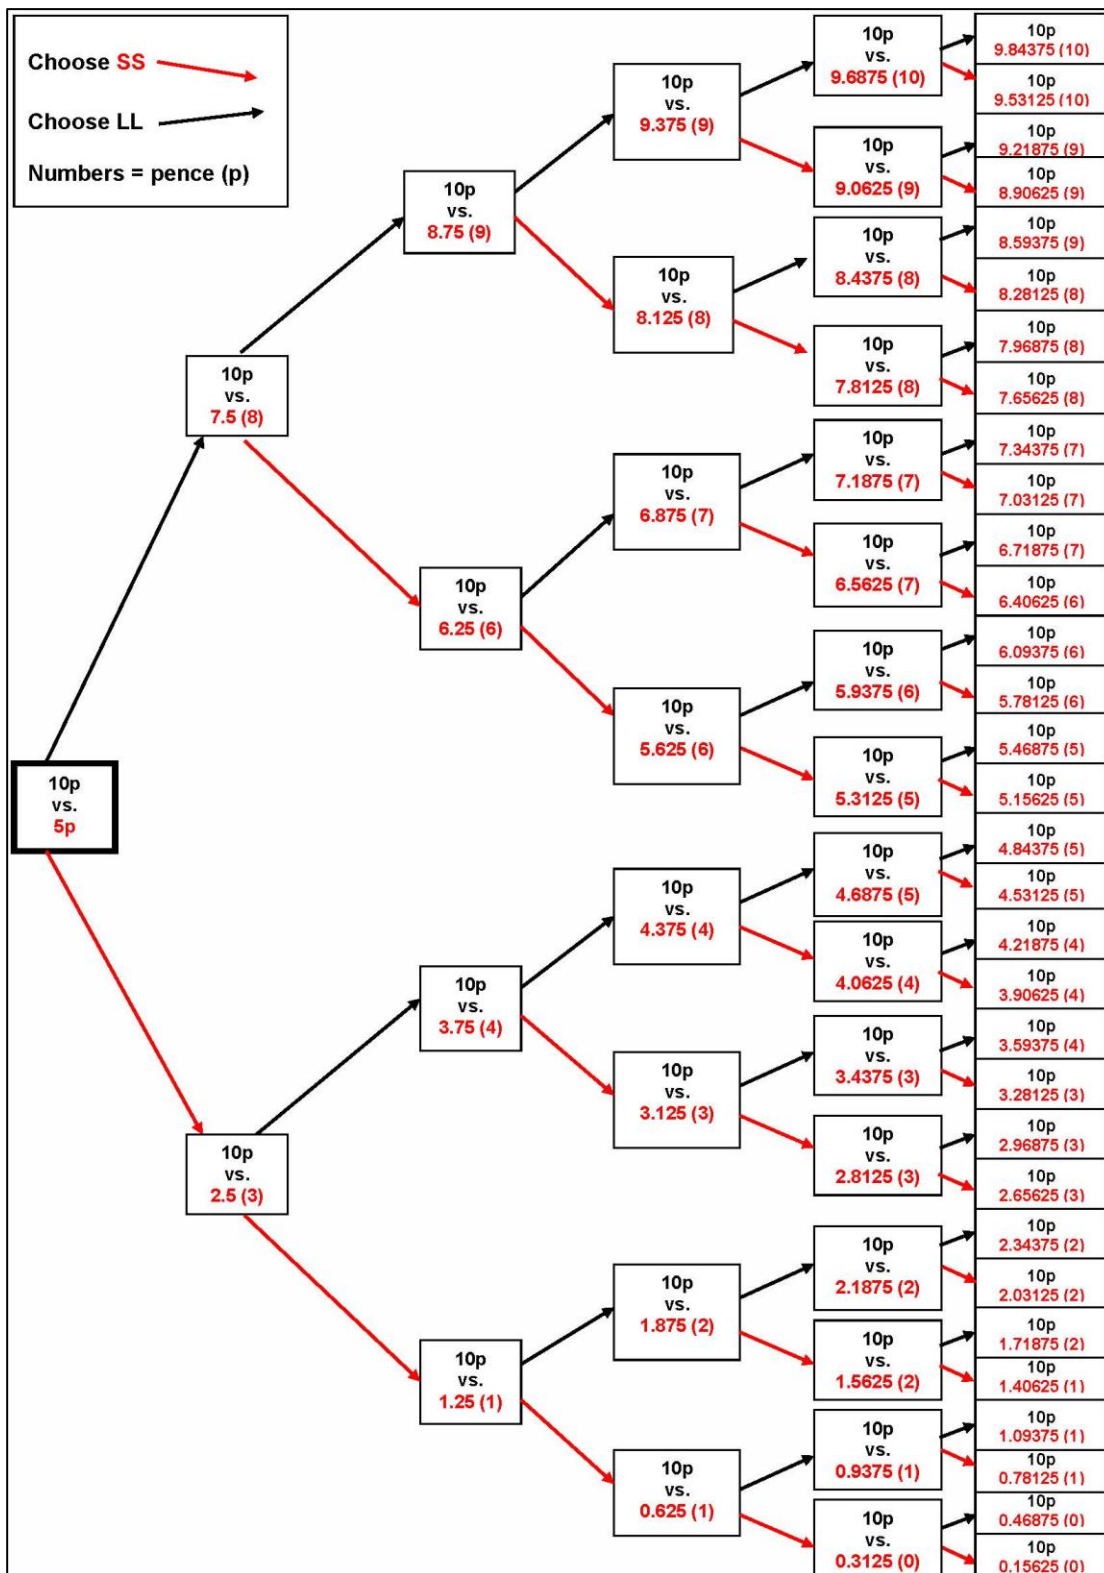 Choose SS
Choose LL
Numbers = pence (p)
10p
vs.
5p
10p
vs.
7.5 (8)
10p
vs.
2.5 (3)
10p
vs.
8.75 (9)
10p
vs.
6.25 (6)
10p
vs.
3.75 (4)
10p
vs.
1.25 (1)
10p
vs.
9.375 (9)
10p
vs.
8.125 (8)
10p
vs.
6.875 (7)
10p
vs.
5.625 (6)
10p
vs.
4.375 (4)
10p
vs.
3.125 (3)
10p
vs.
1.875 (2)
10p
vs.
0.625 (1)
10p
vs.
9.6875 (10)
10p
vs.
9.0625 (9)
10p
vs.
8.4375 (8)
10p
vs.
7.8125 (8)
10p
vs.
7.1875 (7)
10p
vs.
6.5625 (7)
10p
vs.
5.9375 (6)
10p
vs.
5.3125 (5)
10p
vs.
4.6875 (5)
10p
vs.
4.0625 (4)
10p
vs.
3.4375 (3)
10p
vs.
2.8125 (3)
10p
vs.
2.1875 (2)
10p
vs.
1.5625 (2)
10p
vs.
0.9375 (1)
10p
vs.
0.3125 (0)
10p
9.84375 (10)
10p
9.53125 (10)
10p
9.21875 (9)
10p
8.90625 (9)
10p
8.59375 (9)
10p
8.28125 (8)
10p
7.96875 (8)
10p
7.65625 (8)
10p
7.34375 (7)
10p
7.03125 (7)
10p
6.71875 (7)
10p
6.40625 (6)
10p
6.09375 (6)
10p
5.78125 (6)
10p
5.46875 (5)
10p
5.15625 (5)
10p
4.84375 (5)
10p
4.53125 (5)
10p
4.21875 (4)
10p
3.90625 (4)
10p
3.59375 (4)
10p
3.28125 (3)
10p
2.96875 (3)
10p
2.65625 (3)
10p
2.34375 (2)
10p
2.03125 (2)
10p
1.71875 (2)
10p
1.40625 (1)
10p
1.09375 (1)
10p
0.78125 (1)
10p
0.46875 (0)
10p
0.15625 (0)